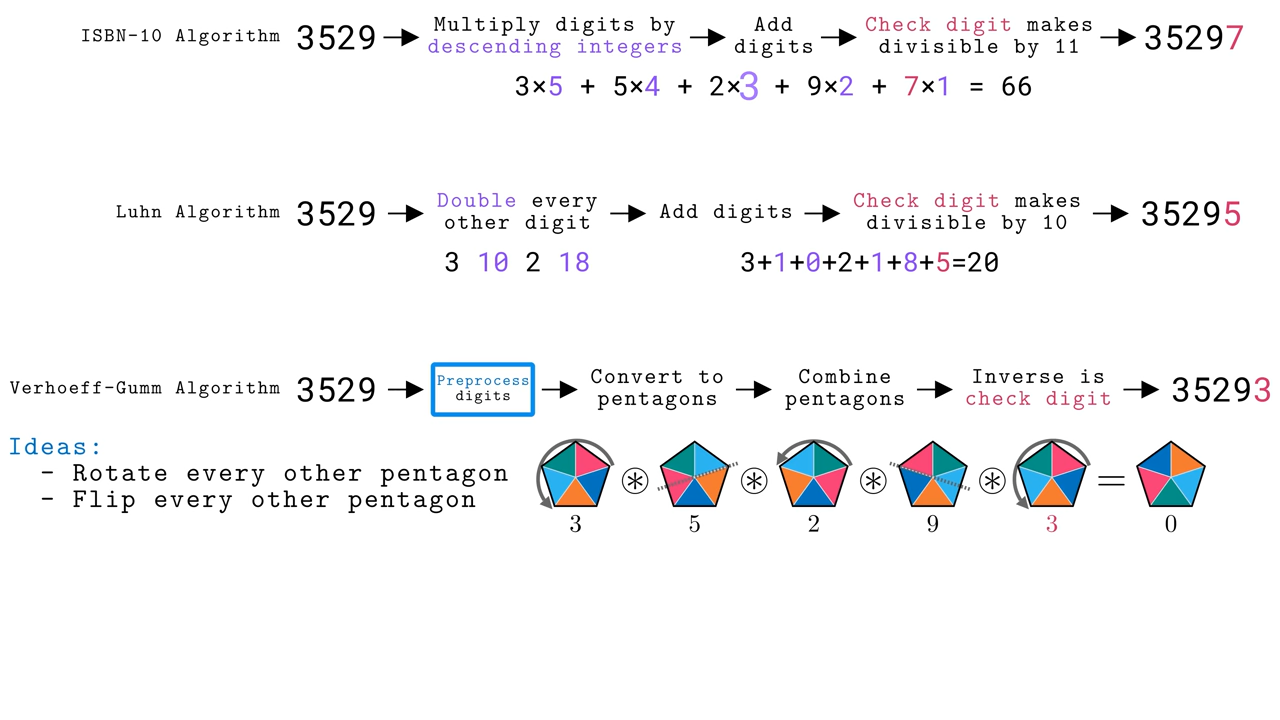 ISBN-10 Algorithm 3529 Multiply digits by descending integers Add digits Check digit makes divisible by 11 35297
3×5 + 5×4 + 2×3 + 9×2 + 7×1 = 66
Luhn Algorithm 3529 Double every other digit Add digits Check digit makes divisible by 10 35295
3 10 2 18 3+1+0+2+1+8+5=20
Verhoeff-Gumm Algorithm 3529 Preprocess digits Convert to pentagons Combine pentagons Inverse is check digit 35293
Ideas:
- Rotate every other pentagon
- Flip every other pentagon
* * * * =
3 5 2 9 3 0